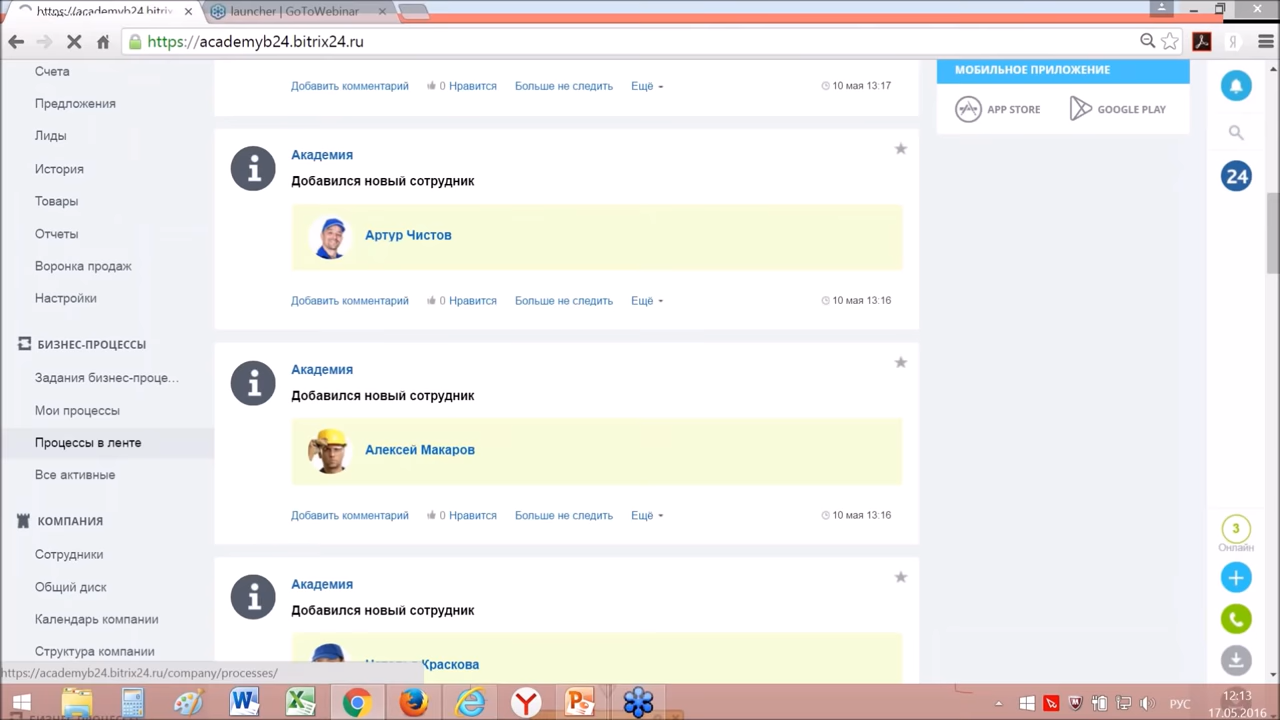 https://academyb24.bitrix
launcher | GoToWebinar
https://academyb24.bitrix24.ru
Счета
Предложения
Лиды
История
Товары
Отчеты
Воронка продаж
Настройки
БИЗНЕС-ПРОЦЕССЫ
Задания бизнес-проце...
Мои процессы
Процессы в ленте
Все активные
КОМПАНИЯ
Сотрудники
Общий диск
Календарь компании
Структура компании
https://academyb24.bitrix24.ru/company/processes/
Добавить комментарий 0 Нравится Больше не следить Ещё 10 мая 13:17
Академия
Добавился новый сотрудник
Артур Чистов
Добавить комментарий 0 Нравится Больше не следить Ещё 10 мая 13:16
Академия
Добавился новый сотрудник
Алексей Макаров
Добавить комментарий 0 Нравится Больше не следить Ещё 10 мая 13:16
Академия
Добавился новый сотрудник
Краскова
МОБИЛЬНОЕ ПРИЛОЖЕНИЕ
APP STORE GOOGLE PLAY
24
3
Онлайн
РУС
12:13
17.05.2016